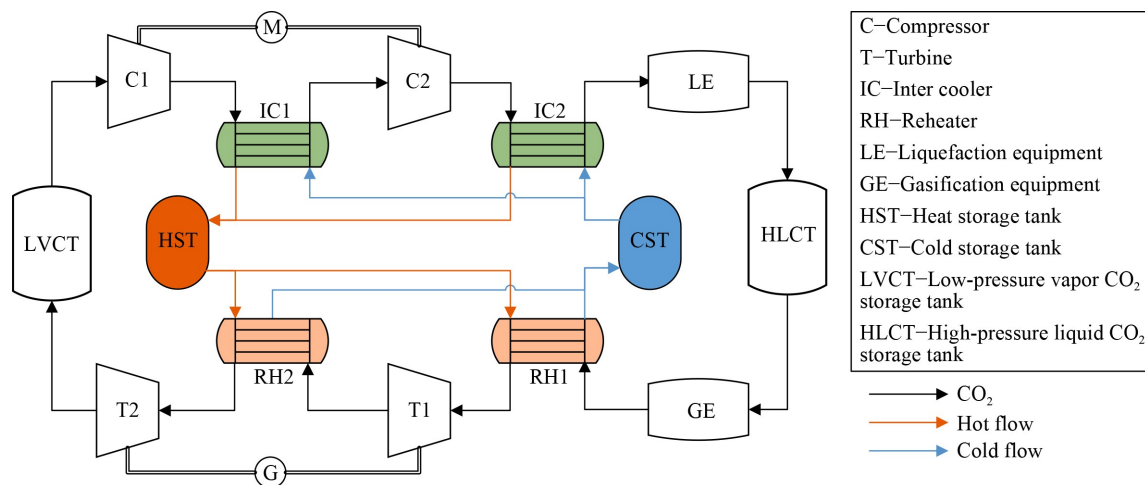 M
C1
C2
LE
IC1
IC2
LVCT
HST
CST
HLCT
RH2
RH1
T2
T1
GE
G
C−Compressor
T−Turbine
IC−Inter cooler
RH−Reheater
LE−Liquefaction equipment
GE−Gasification equipment
HST−Heat storage tank
CST−Cold storage tank
LVCT−Low-pressure vapor CO₂
storage tank
HLCT−High-pressure liquid CO₂
storage tank
CO₂
Hot flow
Cold flow